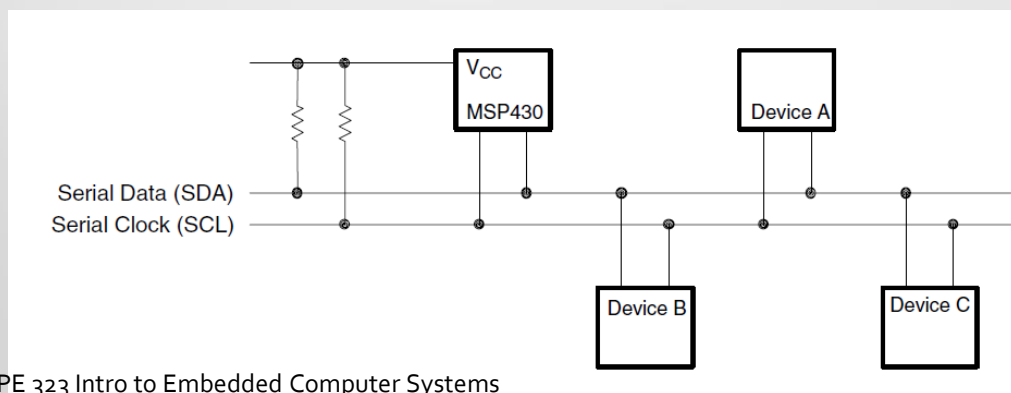 VCC
MSP430
Device A
Serial Data (SDA)
Serial Clock (SCL)
Device B
Device C
PE 323 Intro to Embedded Computer Systems